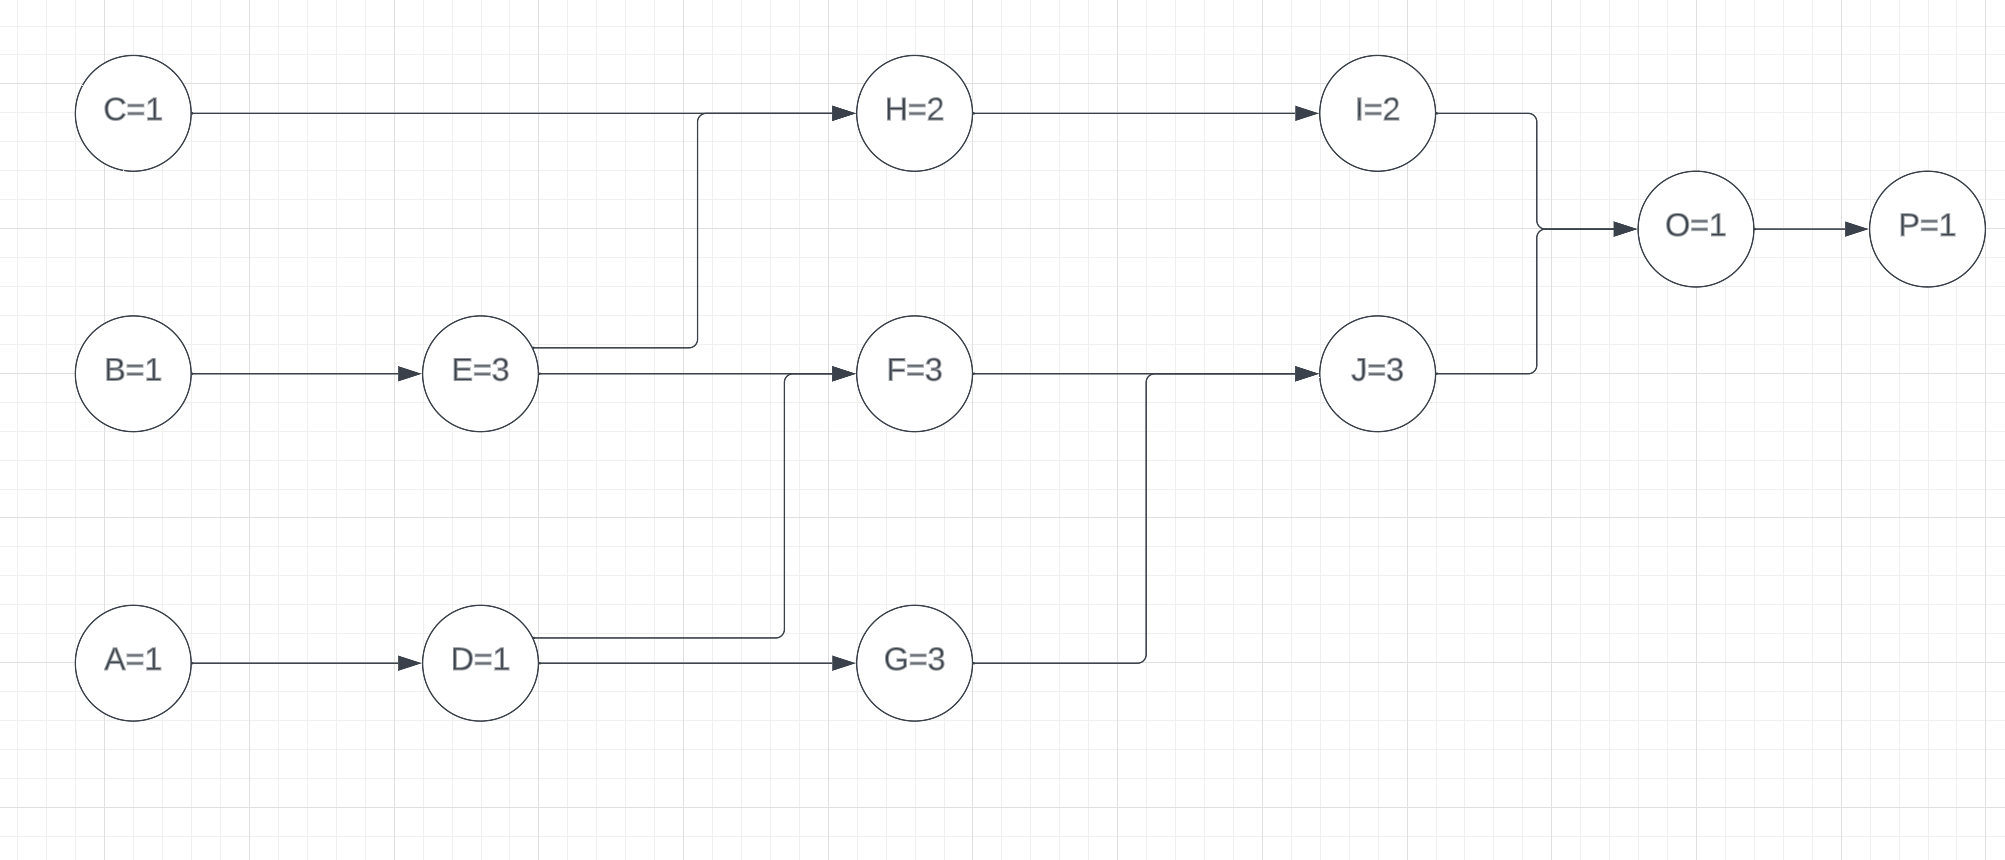 C=1
H=2
I=2
O=1
P=1
B=1
E=3
F=3
J=3
A=1
D=1
G=3